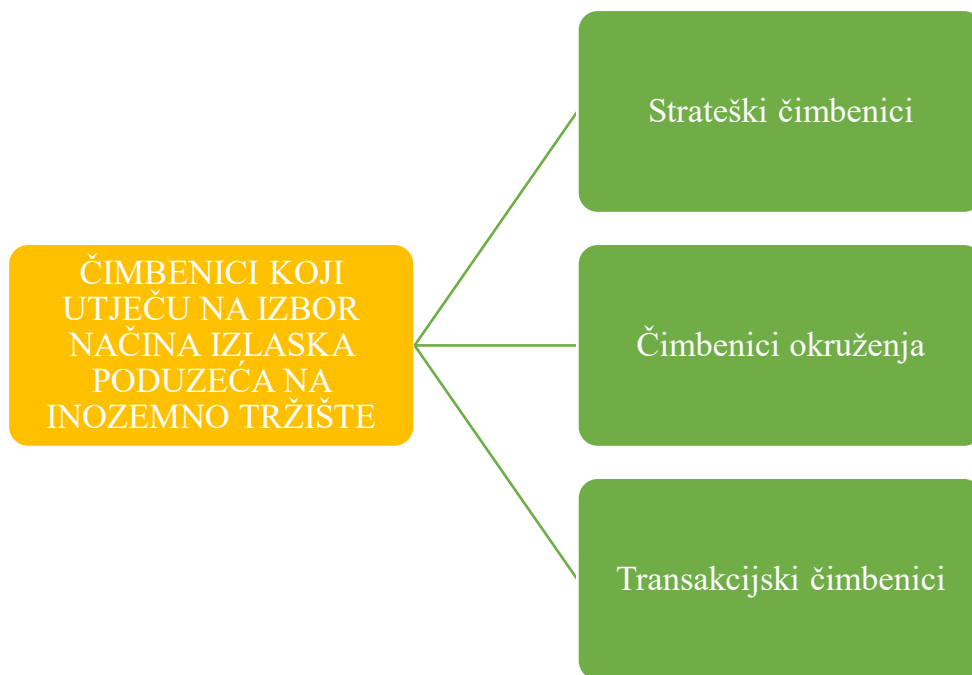 Strateški čimbenici
ČIMBENICI KOJI
UTJEČU NA IZBOR
NAČINA IZLASKA
PODUZEĆA NA
INOZEMNO TRŽIŠTE
Čimbenici okruženja
Transakcijski čimbenici